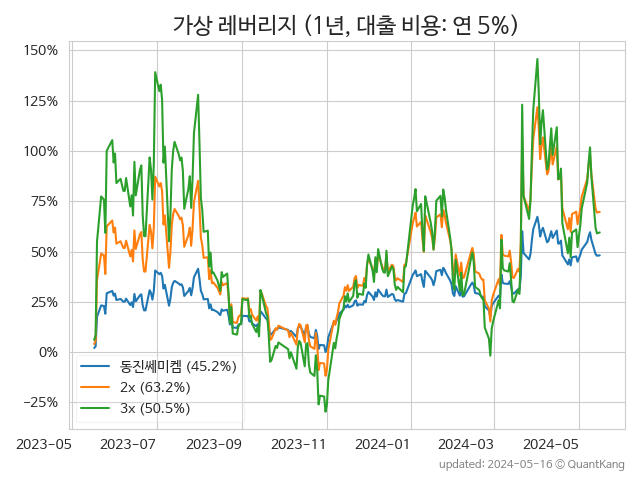 가상 레버리지 (1년, 대출 비용: 연 5%)
150%
125%
100%
75%
50%
25%
0%
−25%
동진쎄미켐 (45.2%)
2x (63.2%)
3x (50.5%)
2023-05 2023-07 2023-09 2023-11 2024-01 2024-03 2024-05
updated: 2024-05-16 © QuantKang